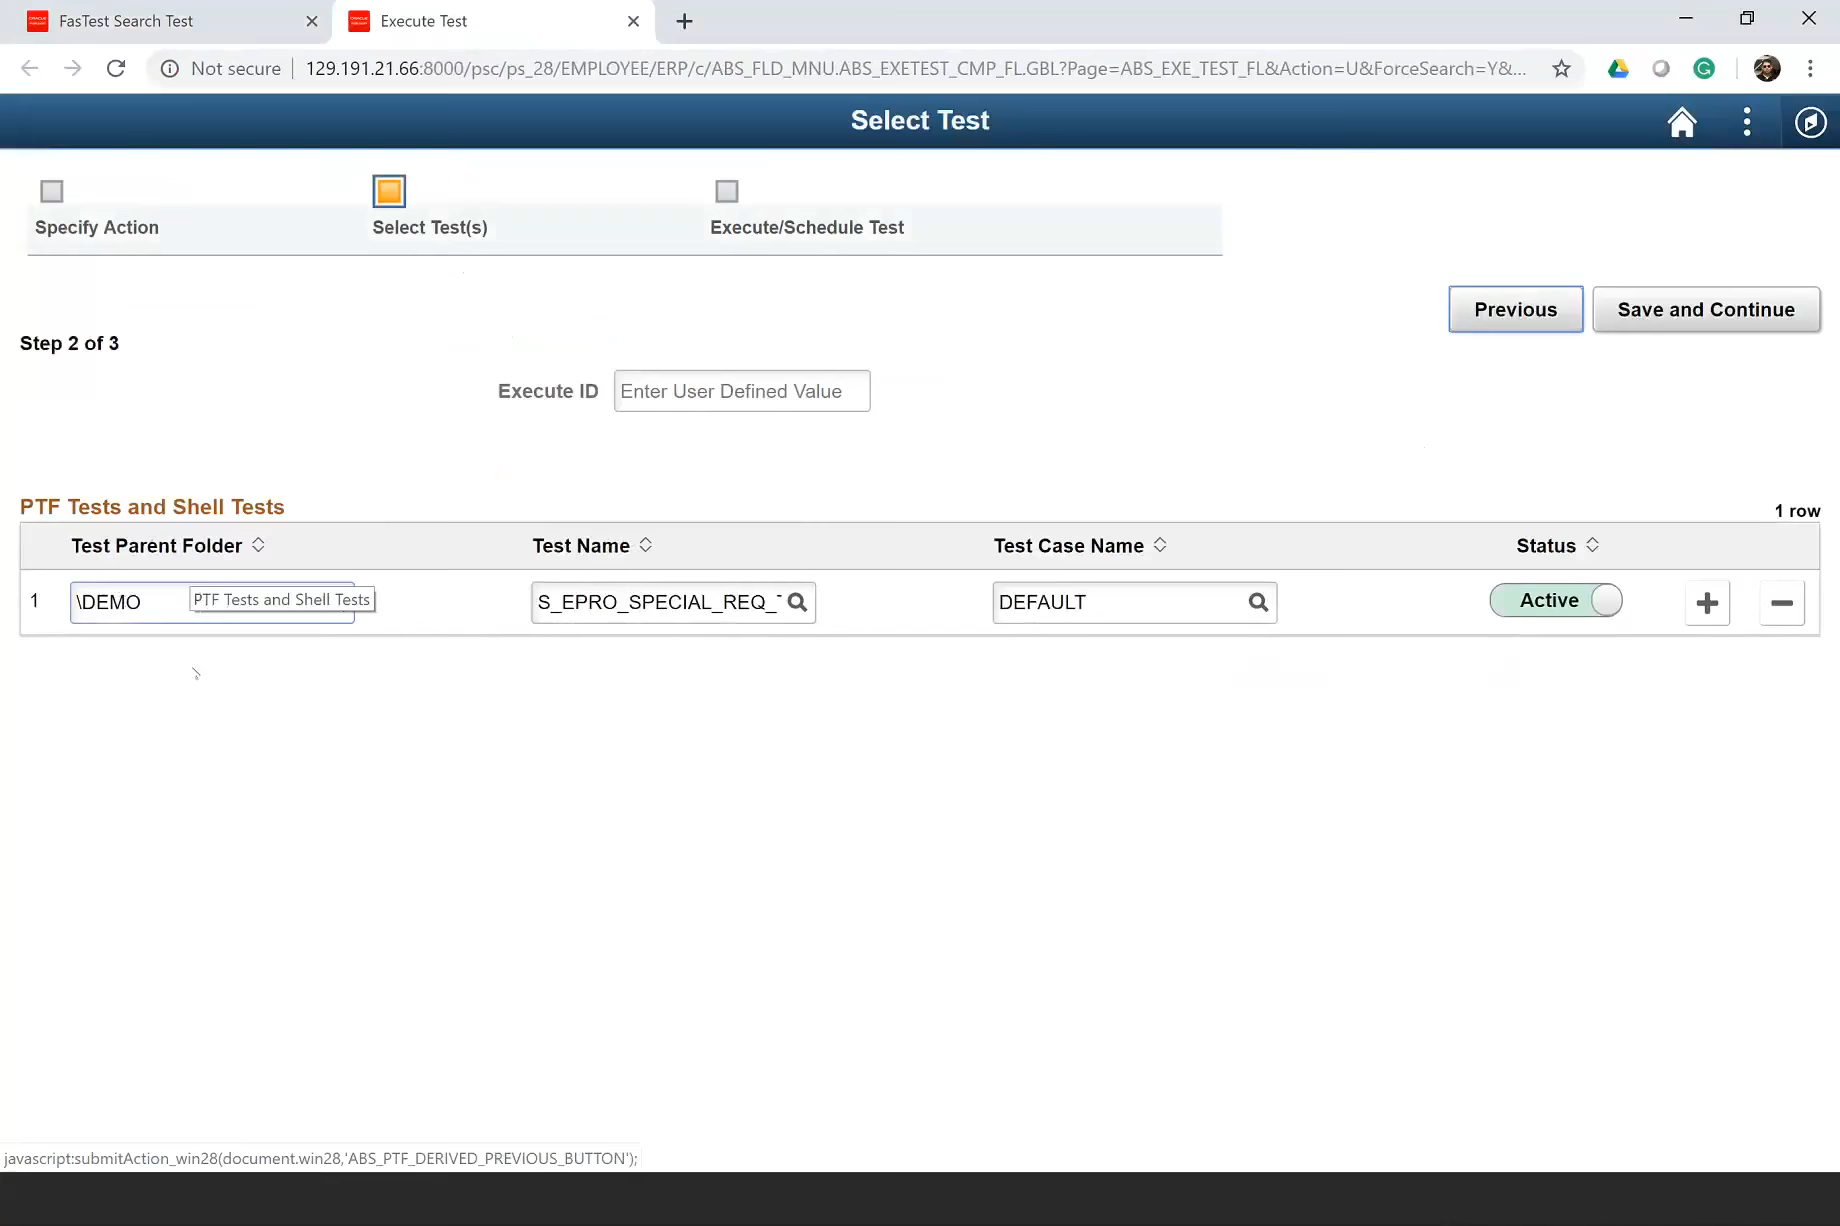 FasTest Search Test
Execute Test
Not secure
129.191.21.66:8000/psc/ps_28/EMPLOYEE/ERP/c/ABS_FLD_MNU.ABS_EXETEST_CMP_FL.GBL?Page=ABS_EXE_TEST_FL&Action=U&ForceSearch=Y&...
Select Test
Specify Action
Select Test(s)
Execute/Schedule Test
Previous
Save and Continue
Step 2 of 3
Execute ID
Enter User Defined Value
PTF Tests and Shell Tests
1 row
Test Parent Folder
Test Name
Test Case Name
Status
1
\DEMO
PTF Tests and Shell Tests
S_EPRO_SPECIAL_REQ_
DEFAULT
Active
javascript:submitAction_win28(document.win28,'ABS_PTF_DERIVED_PREVIOUS_BUTTON');